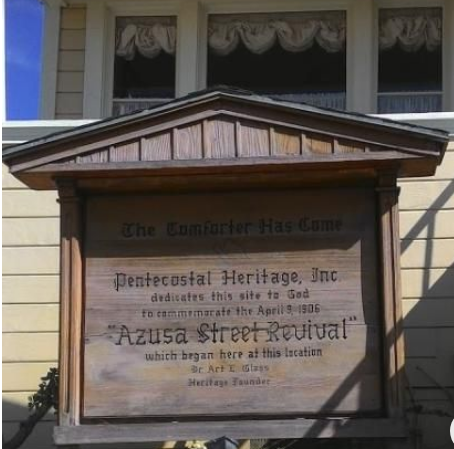 The Comforter Has Come
Pentecostal Heritage, Inc.
dedicates this site to God
to commemorate the April 9, 1906
"Azusa Street Revival"
which began here at this location
Dr Art E. Glass
Heritage Founder